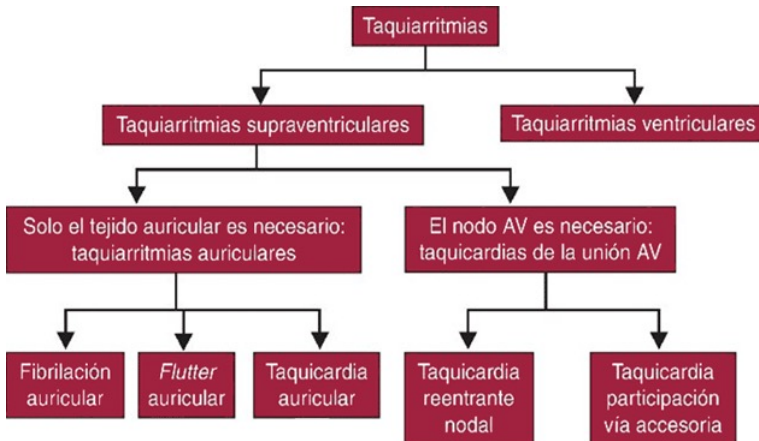 Taquiarritmias
Taquiarritmias supraventriculares
Taquiarritmias ventriculares
Solo el tejido auricular es necesario:
taquiarritmias auriculares
El nodo AV es necesario:
taquicardias de la unión AV
Fibrilación
auricular
Flutter
auricular
Taquicardia
auricular
Taquicardia
reentrante
nodal
Taquicardia
participación
vía accesoria